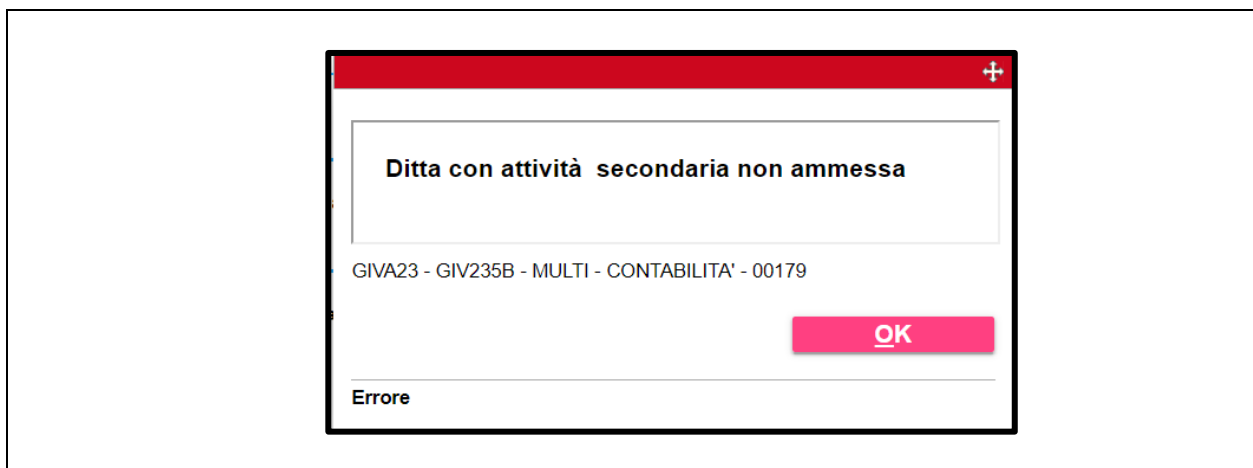 Ditta con attività  secondaria non ammessa
GIVA23 - GIV235B - MULTI - CONTABILITA' - 00179
OK
Errore